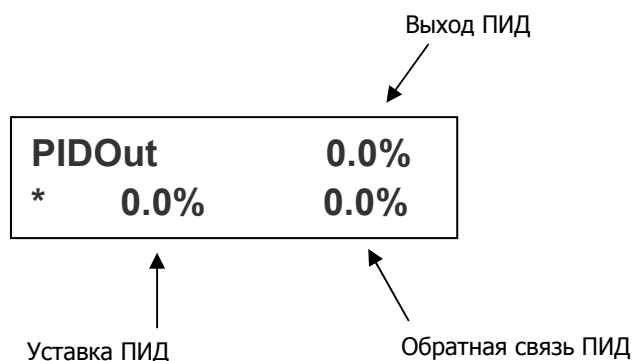 Выход ПИД
PIDOut 0.0%
* 0.0% 0.0%
Уставка ПИД
Обратная связь ПИД